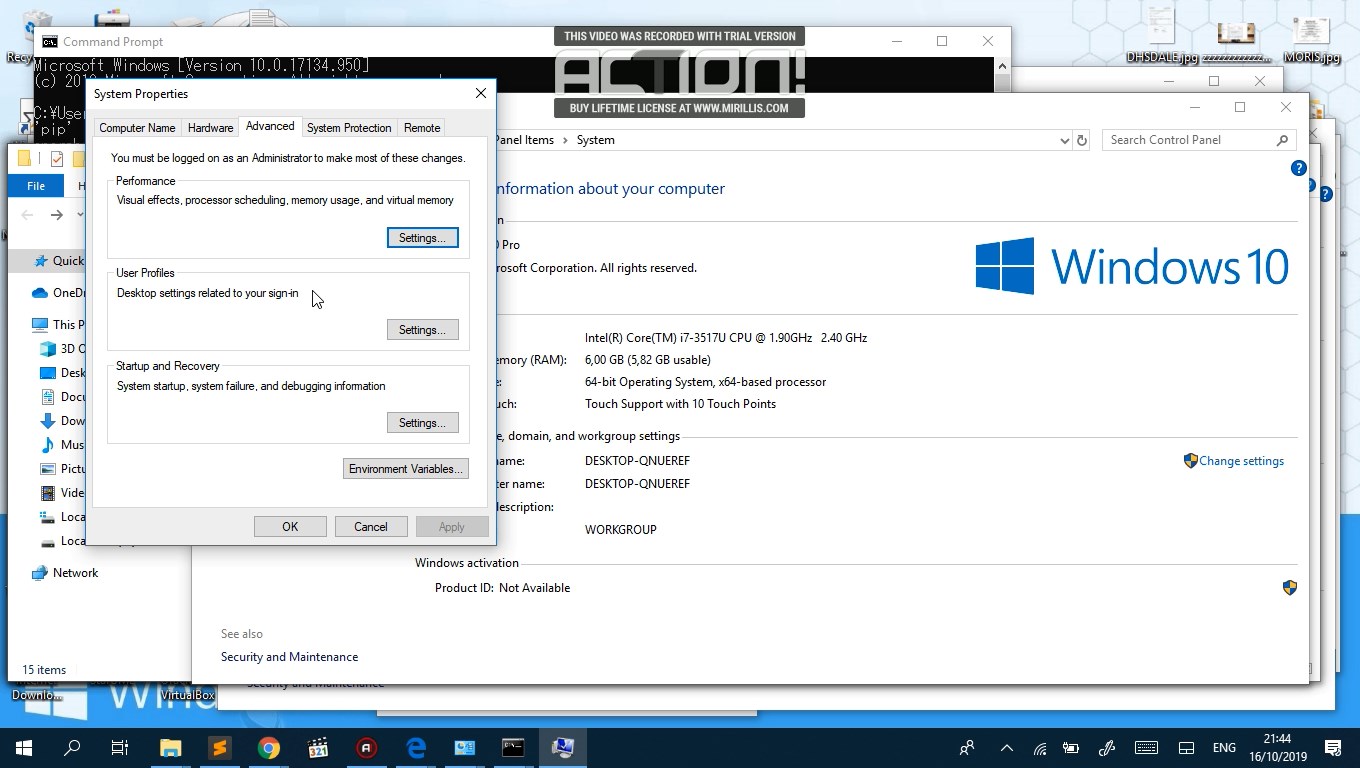 Command Prompt
THIS VIDEO WAS RECORDED WITH TRIAL VERSION
ACTION!
BUY LIFETIME LICENSE AT WWW.MIRILLIS.COM
DHSDALE.jpg
zzzzzzzzzzzz...
MORIS.jpg
Microsoft Windows [Version 10.0.17134.950]
C:¥Use
'pip'
System Properties
Computer Name
Hardware
Advanced
System Protection
Remote
You must be logged on as an Administrator to make most of these changes.
Performance
Visual effects, processor scheduling, memory usage, and virtual memory
Settings...
User Profiles
Desktop settings related to your sign-in
Settings...
Startup and Recovery
System startup, system failure, and debugging information
Settings...
Environment Variables...
OK
Cancel
Apply
Panel Items > System
Search Control Panel
nformation about your computer
0 Pro
rosoft Corporation. All rights reserved.
Windows 10
Intel(R) Core(TM) i7-3517U CPU @ 1.90GHz 2.40 GHz
emory (RAM): 6,00 GB (5,82 GB usable)
64-bit Operating System, x64-based processor
uch: Touch Support with 10 Touch Points
e, domain, and workgroup settings
ame: DESKTOP-QNUEREF
Change settings
er name: DESKTOP-QNUEREF
escription:
WORKGROUP
Windows activation
Product ID: Not Available
See also
Security and Maintenance
File
Quick
OneDr
This P
3D O
Desk
Docu
Dow
Mus
Pictu
Vide
Loca
Loca
Network
15 items
Downlo...
VirtualBox
321
ENG
21:44
16/10/2019